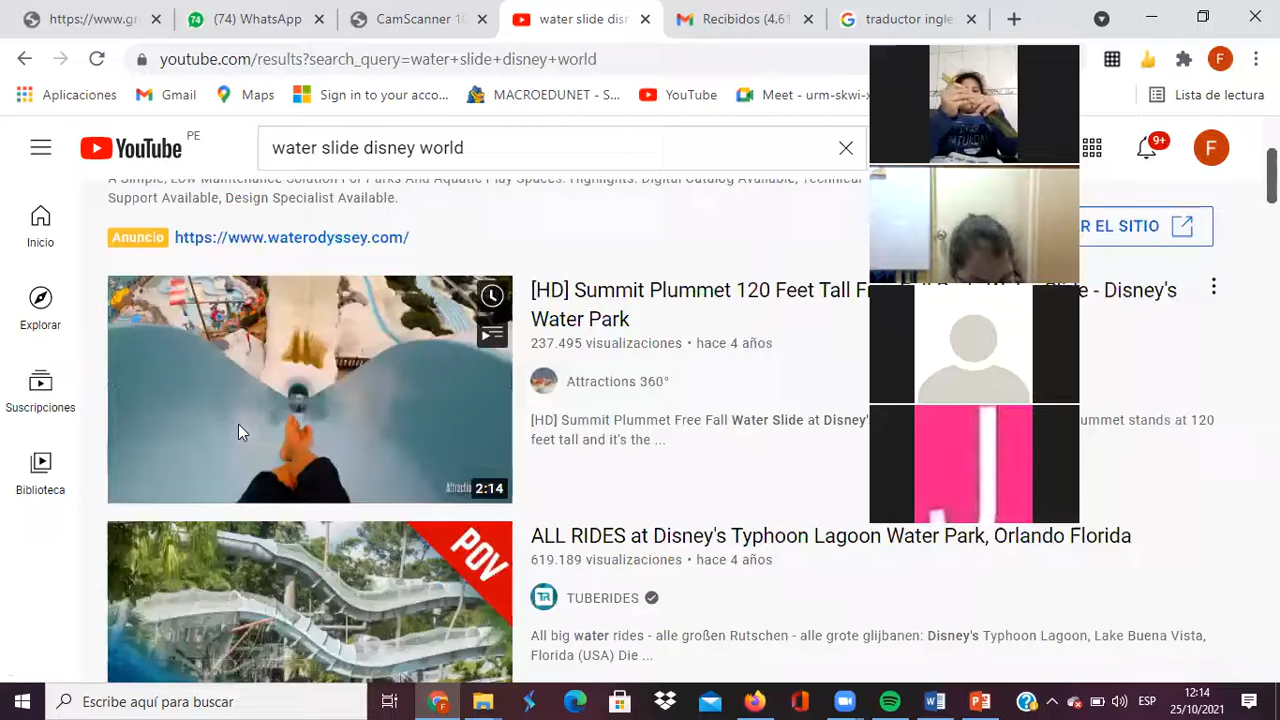 https://www.gr
(74) WhatsApp
CamScanner 10
water slide disn
Recibidos (4.61
traductor ingle
youtube.com/results?search_query=water+slide+disney+world
F
Aplicaciones
Gmail
Maps
Sign in to your acco...
MACROEDUNET - S...
YouTube
Meet - urm-skwi-x
Lista de lectura
YouTube PE
water slide disney world
9+
F
Support Available, Design Specialist Available.
Anuncio
https://www.waterodyssey.com/
R EL SITIO
Inicio
Explorar
Suscripciones
Biblioteca
[HD] Summit Plummet 120 Feet Tall Fr
e - Disney's
Water Park
237.495 visualizaciones • hace 4 años
Attractions 360°
[HD] Summit Plummet Free Fall Water Slide at Disney's
ummet stands at 120
feet tall and it's the ...
2:14
POV
ALL RIDES at Disney's Typhoon Lagoon Water Park, Orlando Florida
619.189 visualizaciones • hace 4 años
TUBERIDES
All big water rides - alle großen Rutschen - alle grote glijbanen: Disney's Typhoon Lagoon, Lake Buena Vista,
Florida (USA) Die ...
Escribe aquí para buscar
ESP
12:14
25/10/2021